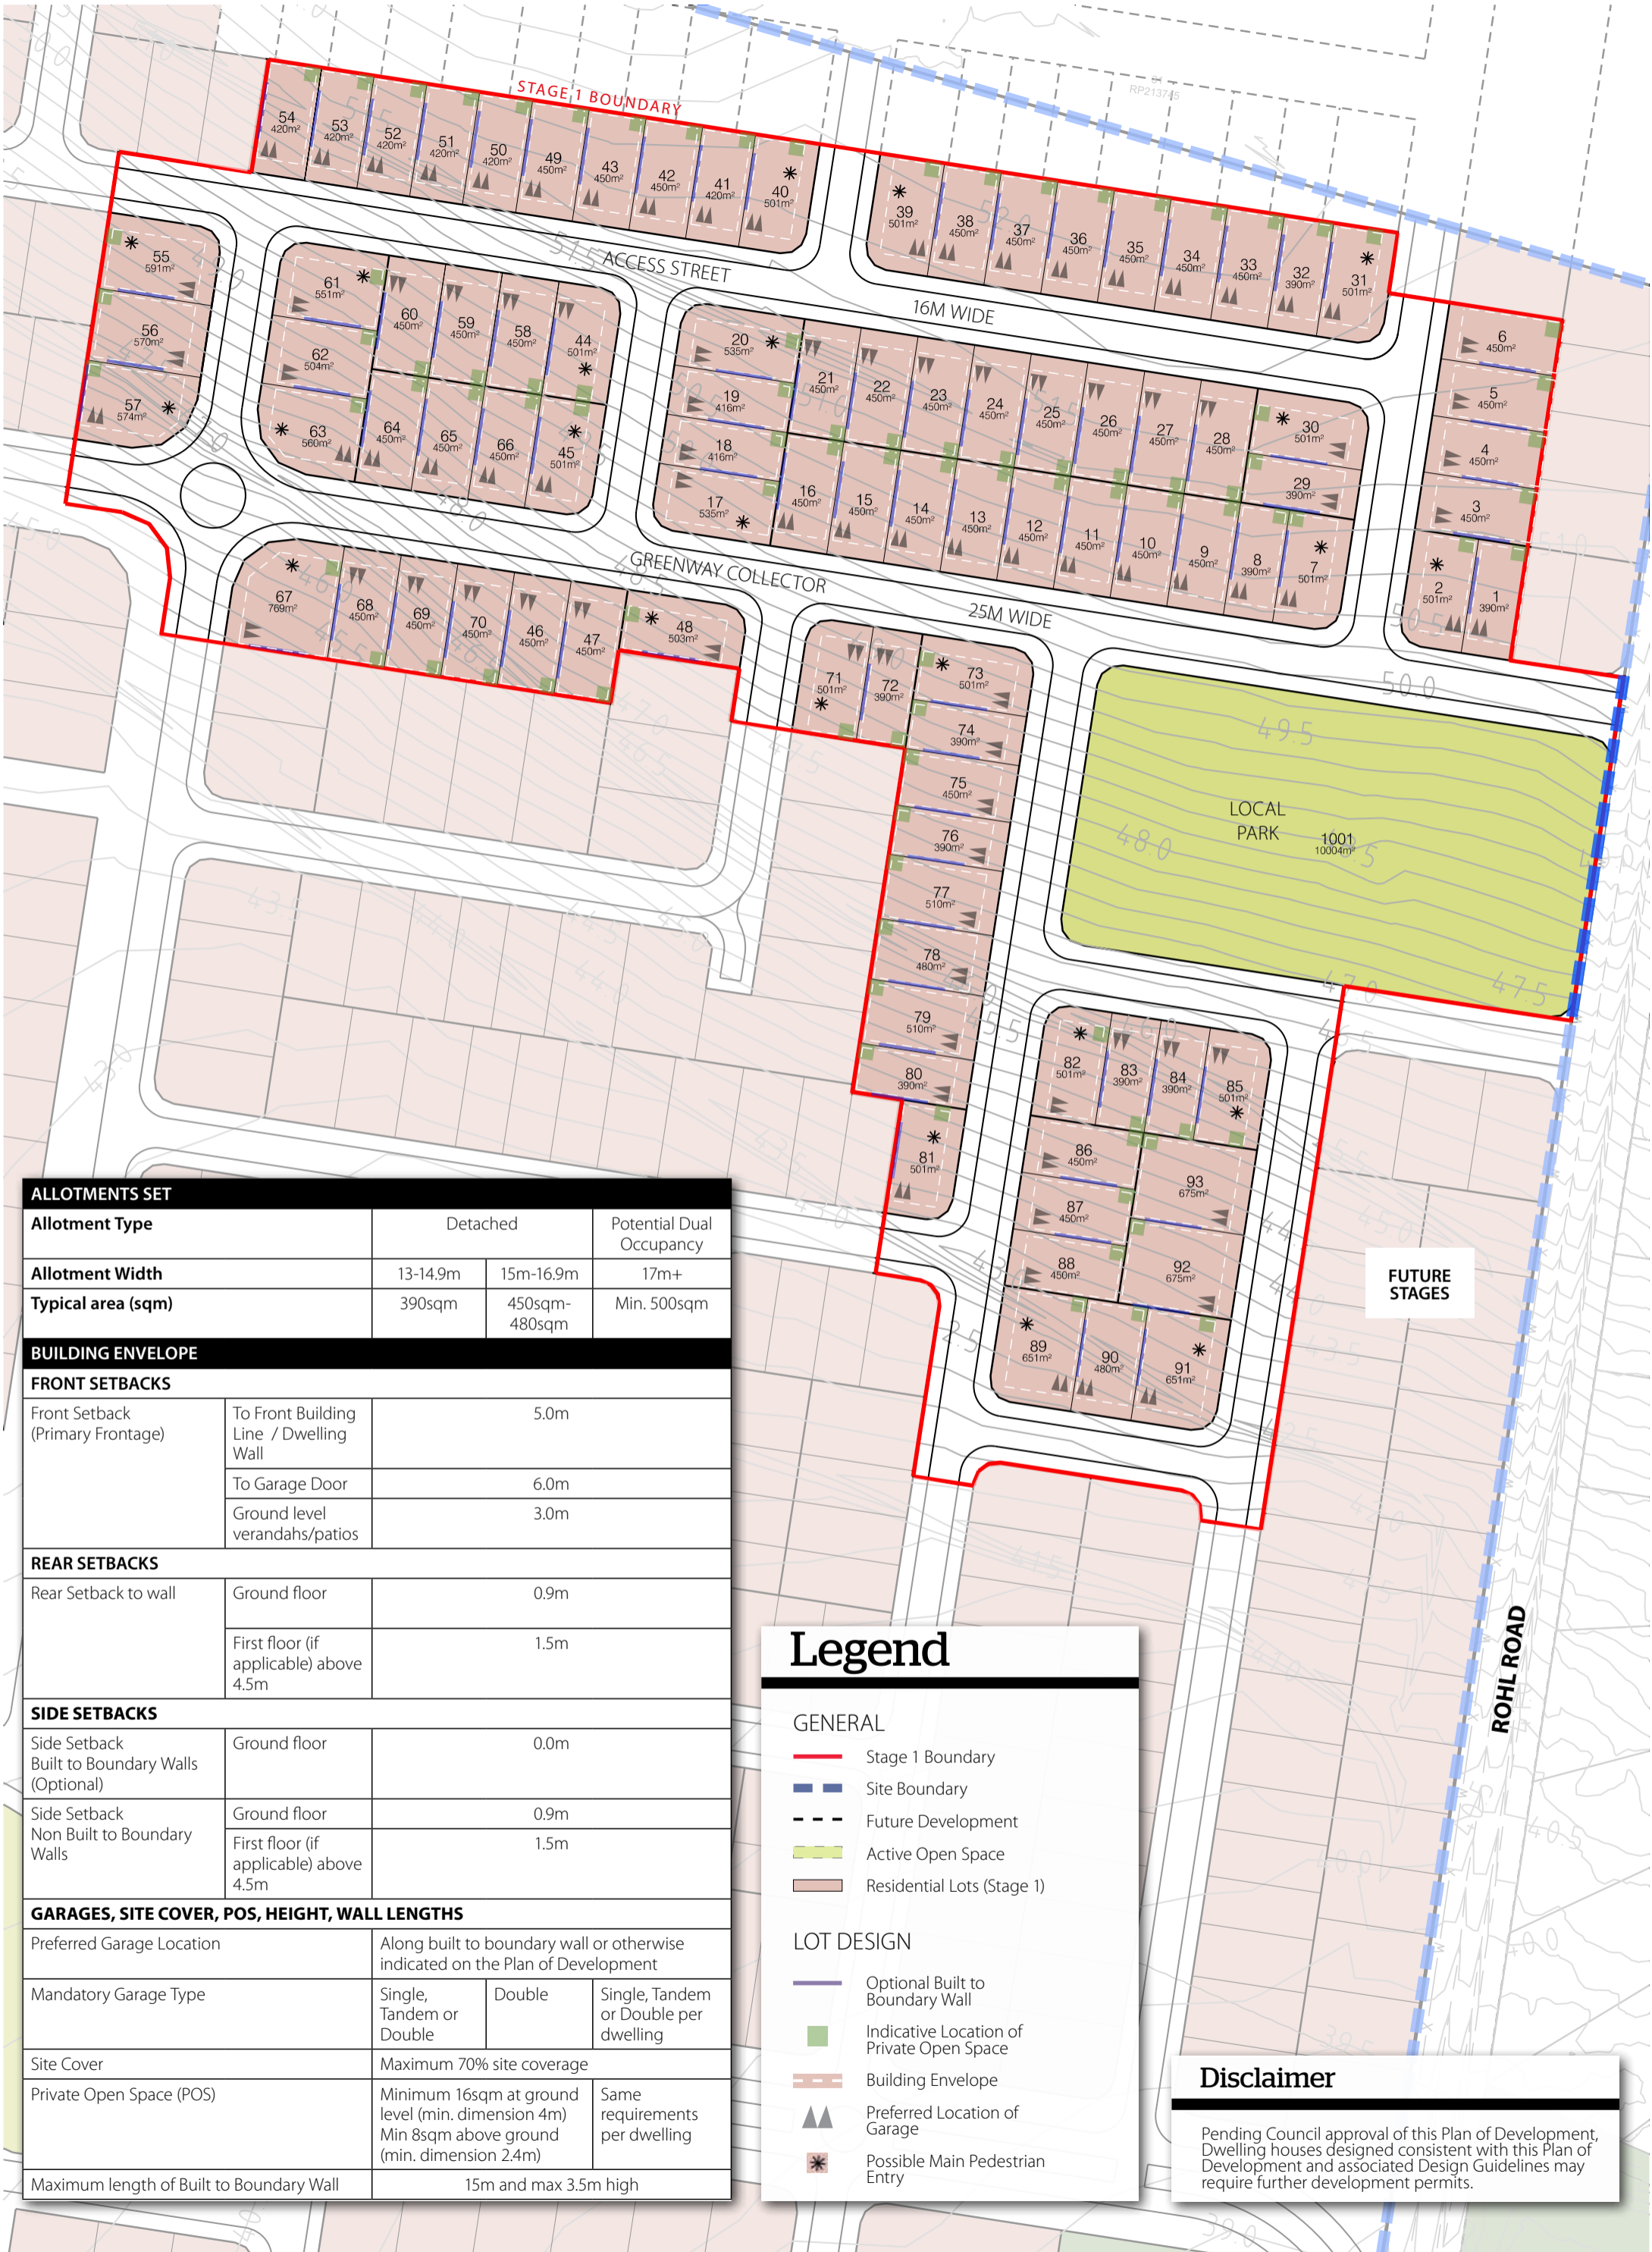 STAGE 1 BOUNDARY
31
RP213745
54
420m²
53
420m²
52
420m²
51
420m²
50
420m²
49
450m²
43
450m²
42
450m²
41
420m²
40
501m²
39
501m²
38
450m²
37
450m²
36
450m²
35
450m²
34
450m²
33
450m²
32
390m²
31
501m²
ACCESS STREET
16M WIDE
6
450m²
5
450m²
4
450m²
3
450m²
2
501m²
1
390m²
55
591m²
56
570m²
57
574m²
61
551m²
60
450m²
59
450m²
58
450m²
44
501m²
62
504m²
63
560m²
64
450m²
65
450m²
66
450m²
45
501m²
20
535m²
19
416m²
18
416m²
17
535m²
21
450m²
22
450m²
23
450m²
24
450m²
25
450m²
26
450m²
27
450m²
28
450m²
30
501m²
29
390m²
16
450m²
15
450m²
14
450m²
13
450m²
12
450m²
11
450m²
10
450m²
9
450m²
8
390m²
7
501m²
GREENWAY COLLECTOR
25M WIDE
67
769m²
68
450m²
69
450m²
70
450m²
46
450m²
47
450m²
48
503m²
71
501m²
72
390m²
73
501m²
74
390m²
75
450m²
76
390m²
77
510m²
78
480m²
79
510m²
80
390m²
81
501m²
LOCAL
PARK
1001
10004m²
50.0
49.5
48.0
47.0
47.5
82
501m²
83
390m²
84
390m²
85
501m²
86
450m²
87
450m²
88
450m²
93
675m²
92
675m²
89
651m²
90
480m²
91
651m²
FUTURE
STAGES
ROHL ROAD
ALLOTMENTS SET
Allotment Type Detached Potential Dual
Occupancy
Allotment Width 13-14.9m 15m-16.9m 17m+
Typical area (sqm) 390sqm 450sqm-
480sqm Min. 500sqm
BUILDING ENVELOPE
FRONT SETBACKS
Front Setback
(Primary Frontage)
To Front Building
Line / Dwelling
Wall
5.0m
To Garage Door 6.0m
Ground level
verandahs/patios
3.0m
REAR SETBACKS
Rear Setback to wall Ground floor 0.9m
First floor (if
applicable) above
4.5m
1.5m
SIDE SETBACKS
Side Setback
Built to Boundary Walls
(Optional)
Ground floor 0.0m
Side Setback
Non Built to Boundary
Walls
Ground floor 0.9m
First floor (if
applicable) above
4.5m
1.5m
GARAGES, SITE COVER, POS, HEIGHT, WALL LENGTHS
Preferred Garage Location
Along built to boundary wall or otherwise
indicated on the Plan of Development
Mandatory Garage Type
Single,
Tandem or
Double
Double
Single, Tandem
or Double per
dwelling
Site Cover Maximum 70% site coverage
Private Open Space (POS)
Minimum 16sqm at ground
level (min. dimension 4m)
Min 8sqm above ground
(min. dimension 2.4m)
Same
requirements
per dwelling
Maximum length of Built to Boundary Wall 15m and max 3.5m high
Legend
GENERAL
Stage 1 Boundary
Site Boundary
Future Development
Active Open Space
Residential Lots (Stage 1)
LOT DESIGN
Optional Built to
Boundary Wall
Indicative Location of
Private Open Space
Building Envelope
Preferred Location of
Garage
Possible Main Pedestrian
Entry
Disclaimer
Pending Council approval of this Plan of Development,
Dwelling houses designed consistent with this Plan of
Development and associated Design Guidelines may
require further development permits.